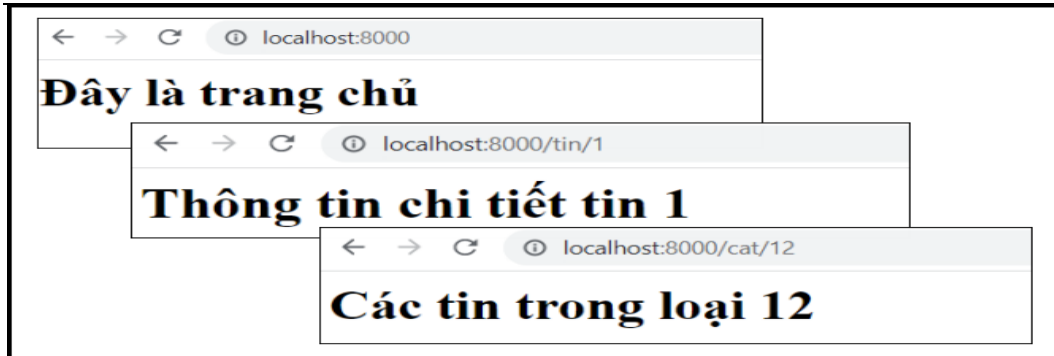 localhost:8000
Đây là trang chủ
localhost:8000/tin/1
Thông tin chi tiết tin 1
localhost:8000/cat/12
Các tin trong loại 12